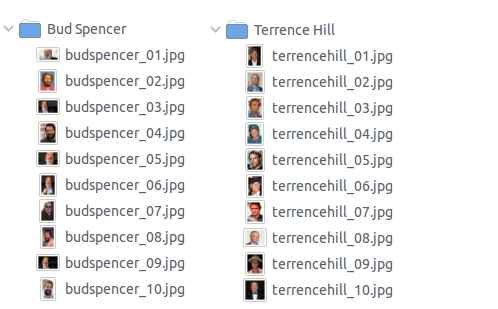 Bud Spencer
budspencer_01.jpg
budspencer_02.jpg
budspencer_03.jpg
budspencer_04.jpg
budspencer_05.jpg
budspencer_06.jpg
budspencer_07.jpg
budspencer_08.jpg
budspencer_09.jpg
budspencer_10.jpg
Terrence Hill
terrencehill_01.jpg
terrencehill_02.jpg
terrencehill_03.jpg
terrencehill_04.jpg
terrencehill_05.jpg
terrencehill_06.jpg
terrencehill_07.jpg
terrencehill_08.jpg
terrencehill_09.jpg
terrencehill_10.jpg